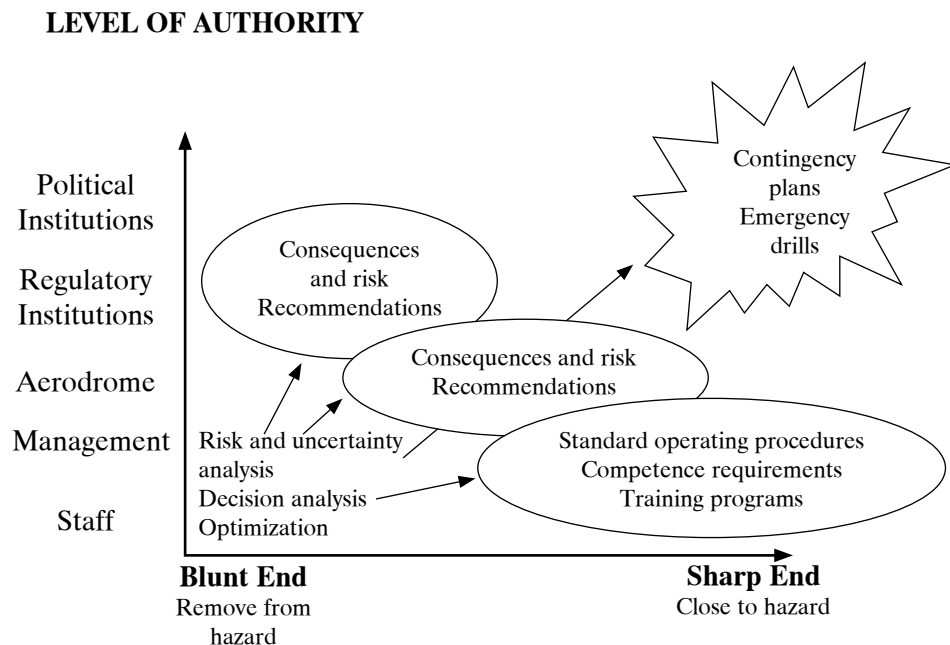 LEVEL OF AUTHORITY
Political
Institutions
Regulatory
Institutions
Aerodrome
Management
Staff
Consequences
and risk
Recommendations
Contingency
plans
Emergency
drills
Consequences and risk
Recommendations
Risk and uncertainty
analysis
Decision analysis
Optimization
Standard operating procedures
Competence requirements
Training programs
Blunt End
Remove from
hazard
Sharp End
Close to hazard